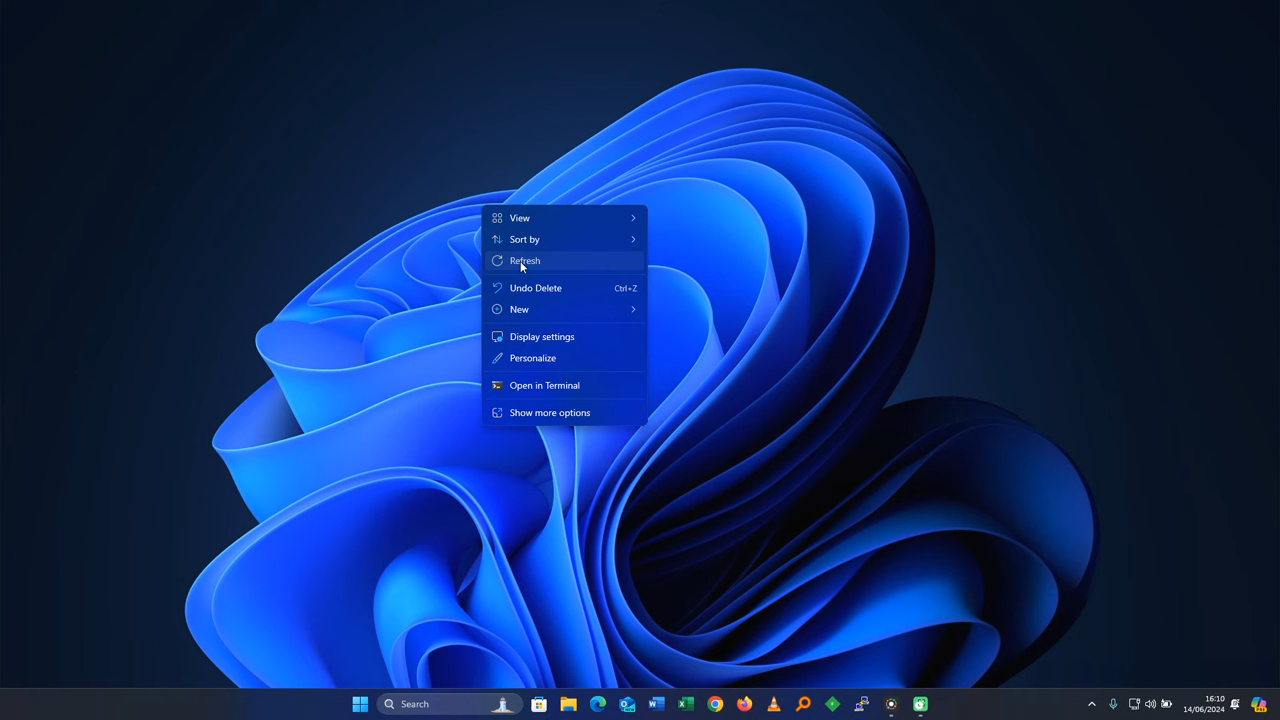 View
Sort by
Refresh
Undo Delete Ctrl+Z
New
Display settings
Personalize
Open in Terminal
Show more options
Search
16:10
14/06/2024